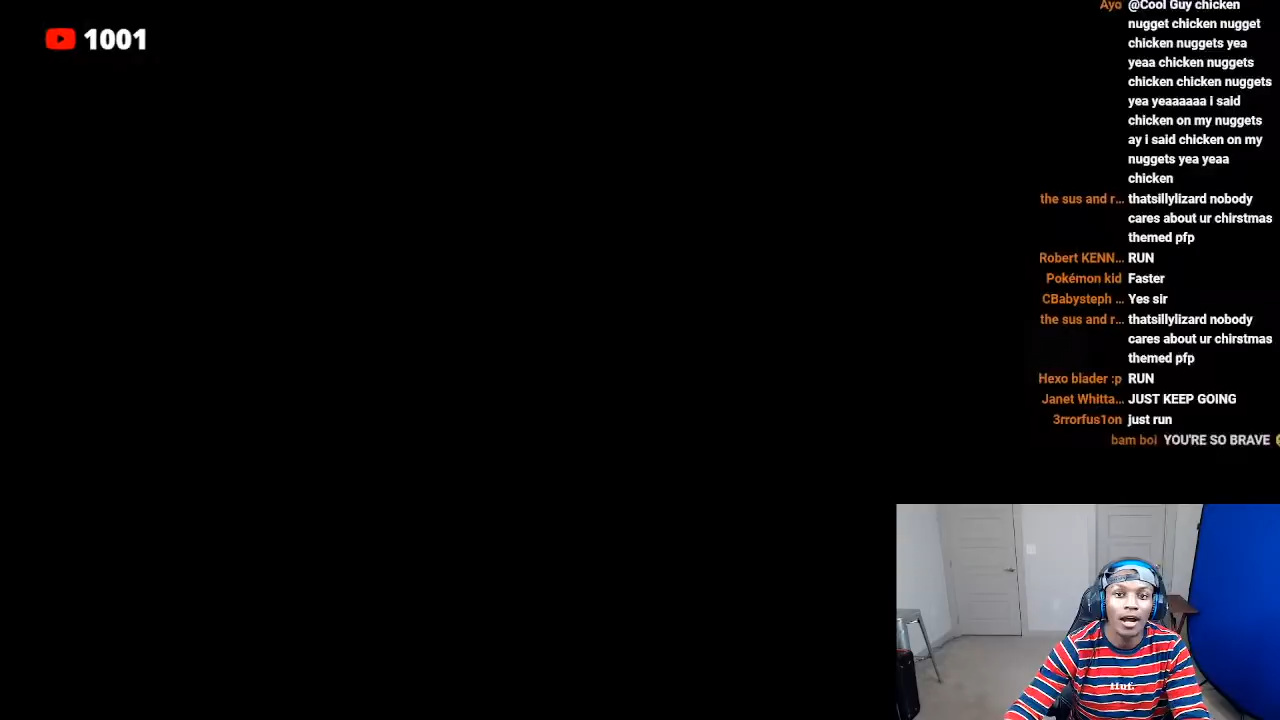 1001
Ayo @Cool Guy chicken
nugget chicken nugget
chicken nuggets yea
yeaa chicken nuggets
chicken chicken nuggets
yea yeaaaaaa i said
chicken on my nuggets
ay i said chicken on my
nuggets yea yeaa
chicken
the sus and r... thatsillylizard nobody
cares about ur chirstmas
themed pfp
Robert KENN... RUN
Pokémon kid Faster
CBabysteph ... Yes sir
the sus and r... thatsillylizard nobody
cares about ur chirstmas
themed pfp
Hexo blader :p RUN
Janet Whitta... JUST KEEP GOING
3rrorfus1on just run
bam boi YOU'RE SO BRAVE
HUF